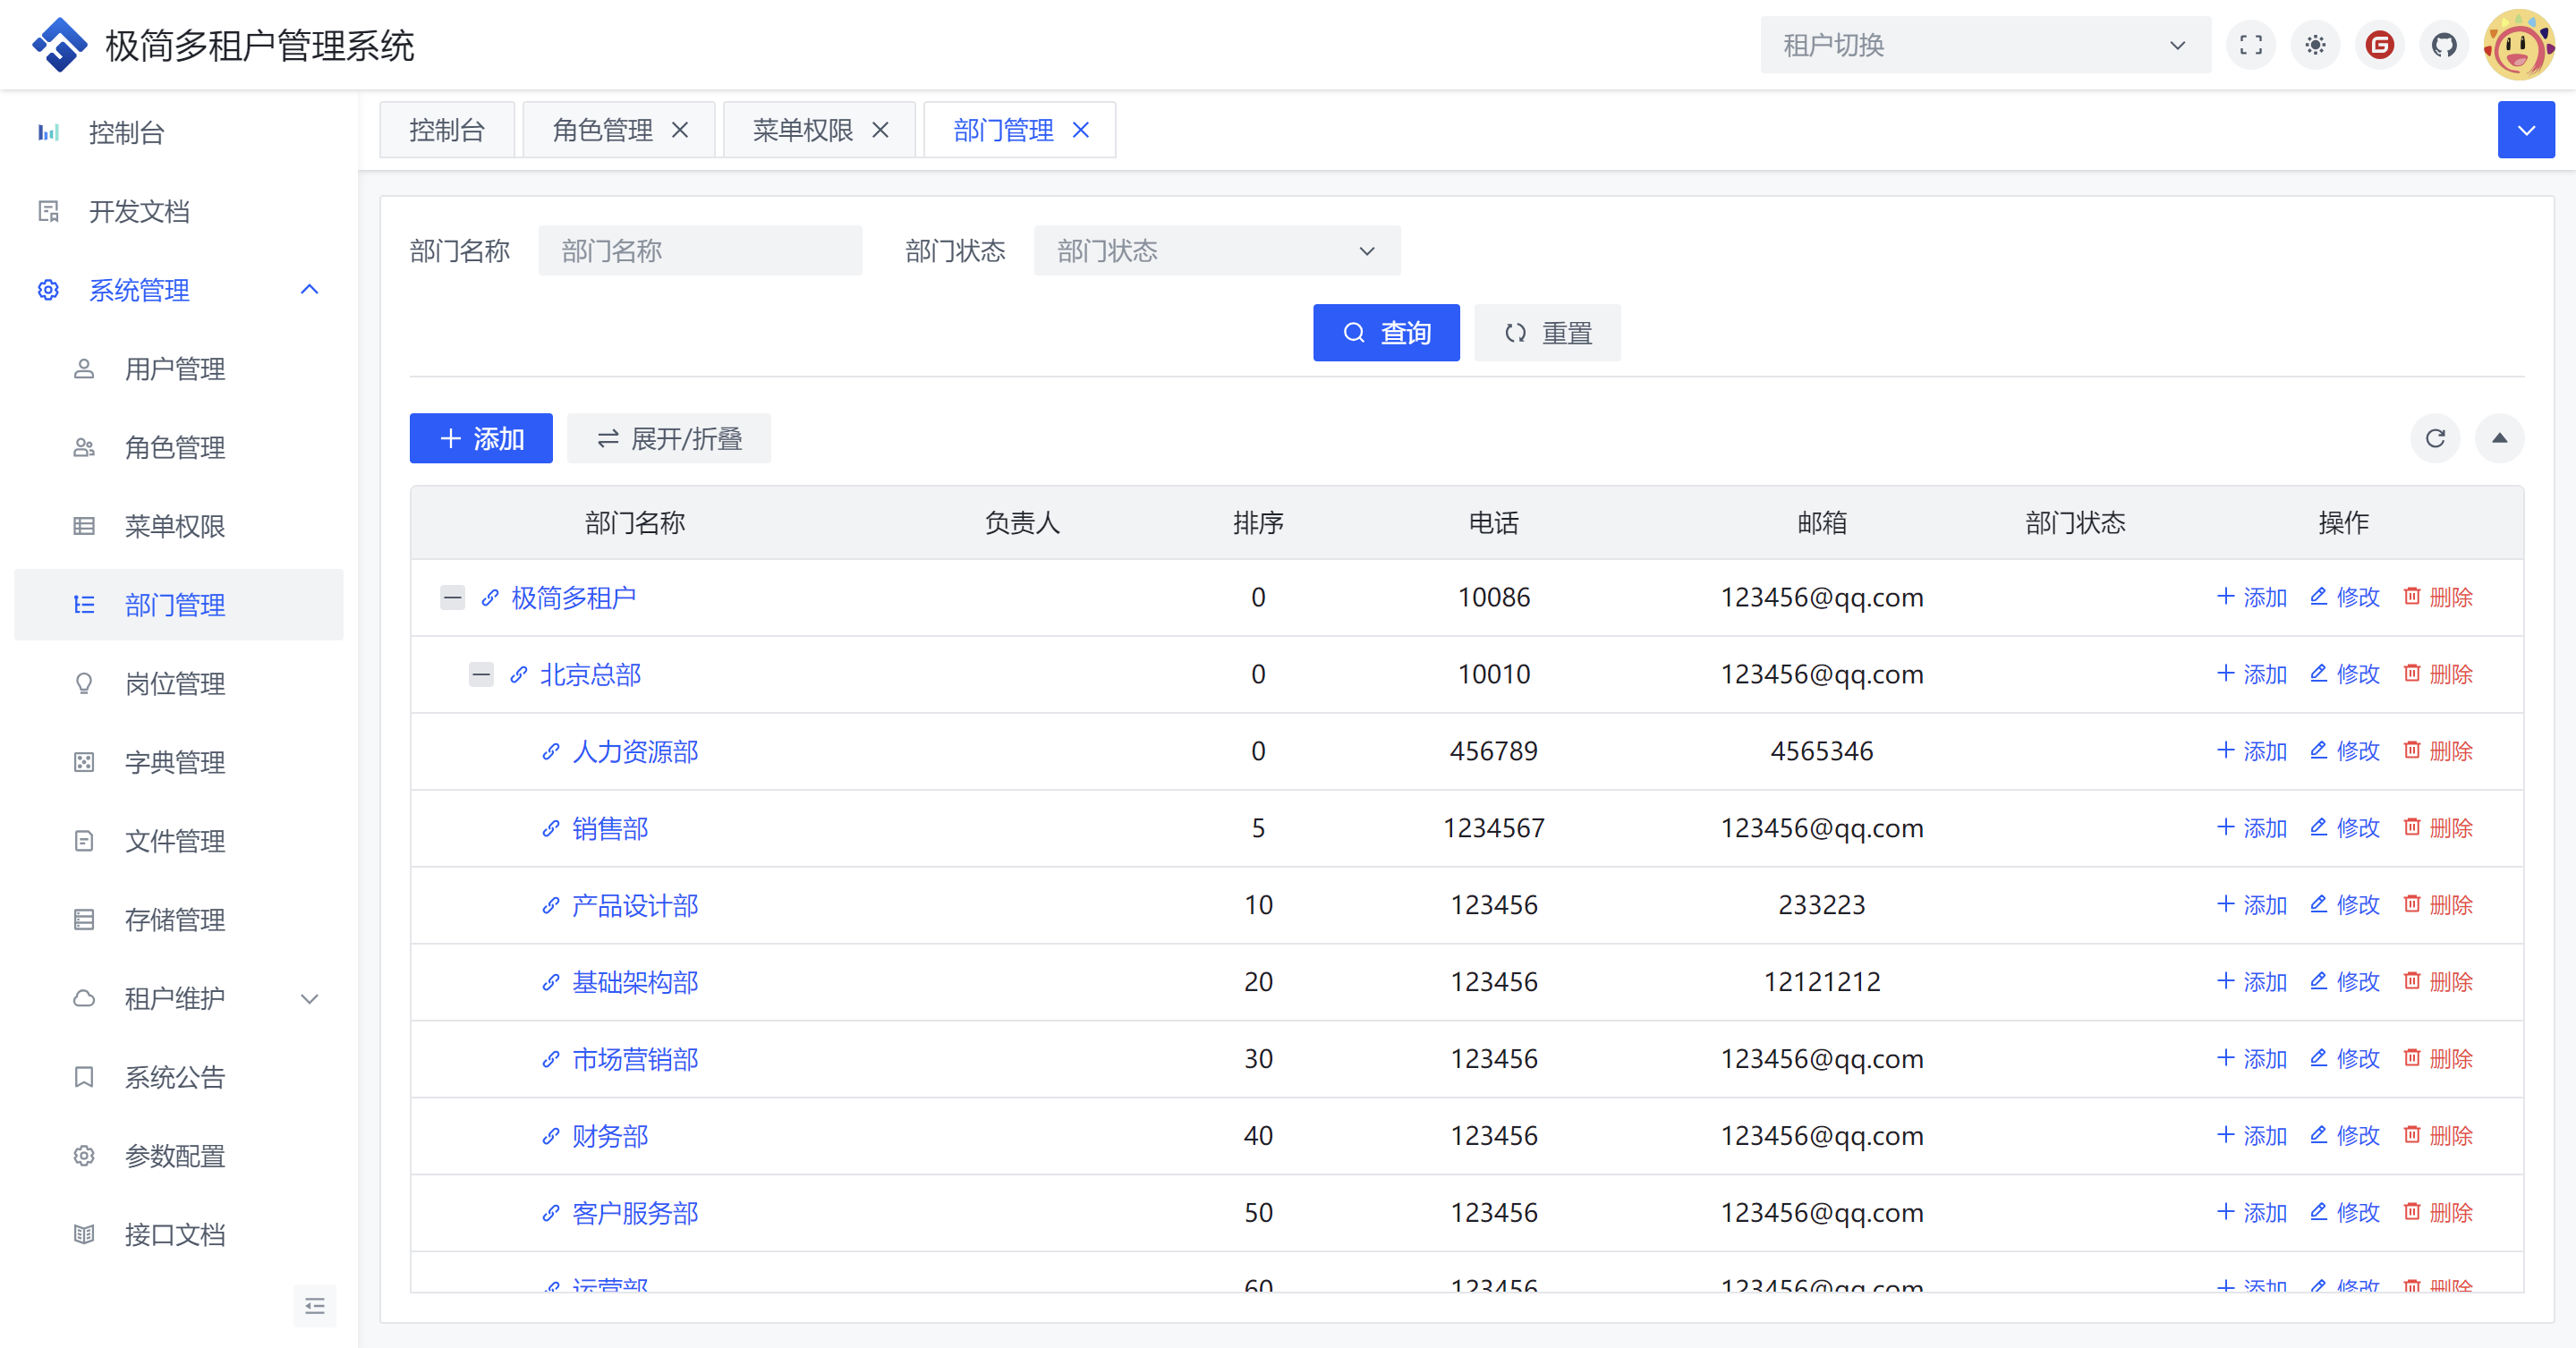 极简多租户管理系统
租户切换
控制台
开发文档
系统管理
用户管理
角色管理
菜单权限
部门管理
岗位管理
字典管理
文件管理
存储管理
租户维护
系统公告
参数配置
接口文档
控制台 角色管理 菜单权限 部门管理
部门名称 部门名称 部门状态 部门状态
查询 重置
添加 展开/折叠
部门名称 负责人 排序 电话 邮箱 部门状态 操作
极简多租户 0 10086 123456@qq.com 添加 修改 删除
北京总部 0 10010 123456@qq.com 添加 修改 删除
人力资源部 0 456789 4565346 添加 修改 删除
销售部 5 1234567 123456@qq.com 添加 修改 删除
产品设计部 10 123456 233223 添加 修改 删除
基础架构部 20 123456 12121212 添加 修改 删除
市场营销部 30 123456 123456@qq.com 添加 修改 删除
财务部 40 123456 123456@qq.com 添加 修改 删除
客户服务部 50 123456 123456@qq.com 添加 修改 删除
运营部 60 123456 123456@qq.com 添加 修改 删除